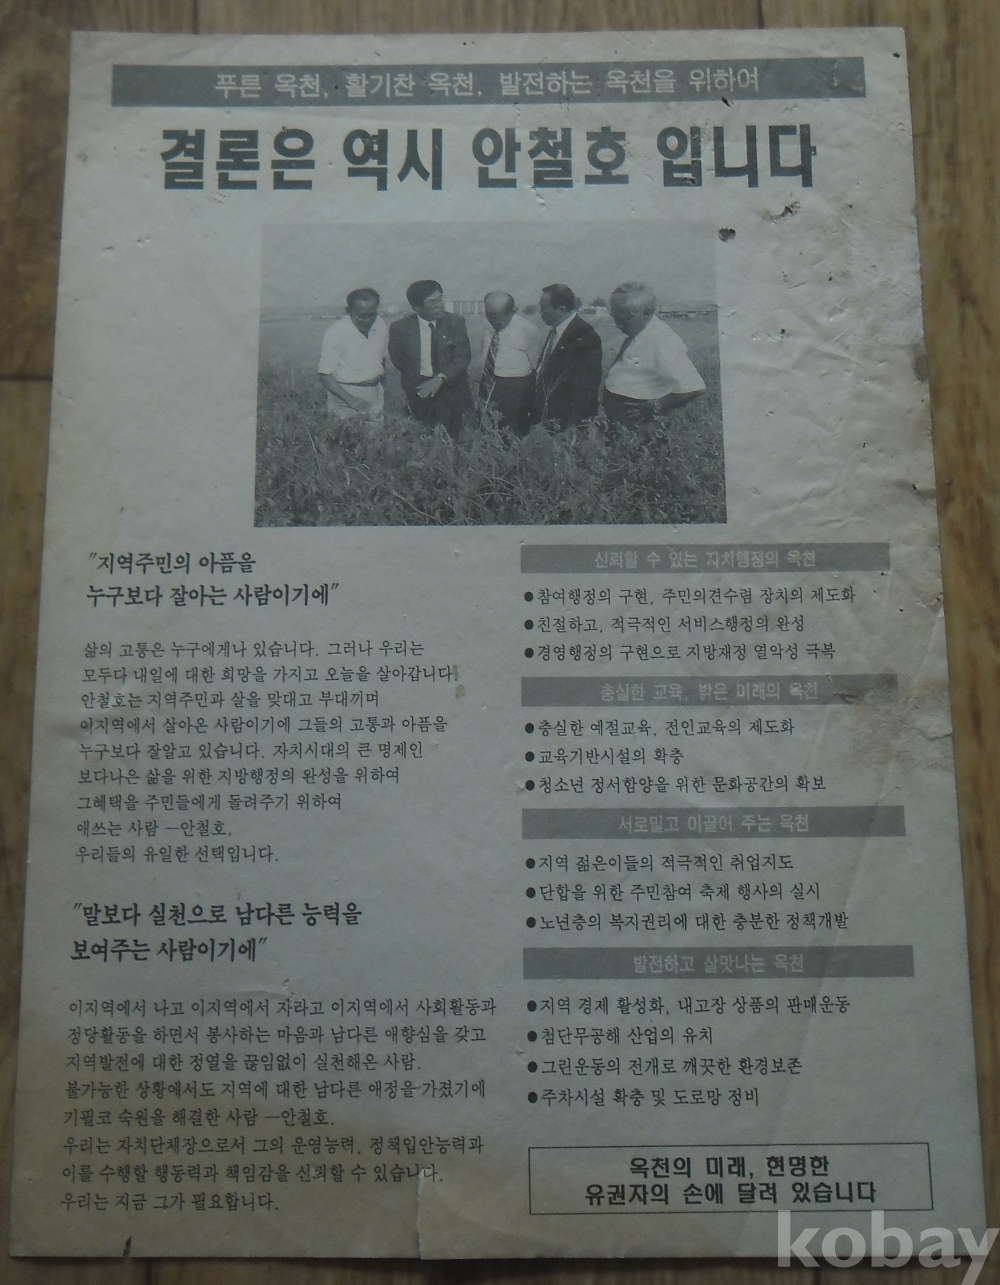 푸른 옥천, 활기찬 옥천, 발전하는 옥천을 위하여
결론은 역시 안철호 입니다
"지역주민의 아픔을
누구보다 잘아는 사람이기에"
삶의 고통은 누구에게나 있습니다. 그러나 우리는
모두다 내일에 대한 희망을 가지고 오늘을 살아갑니다.
안철호는 지역주민과 살을 맞대고 부대끼며
이지역에서 살아온 사람이기에 그들의 고통과 아픔을
누구보다 잘알고 있습니다. 자치시대의 큰 명제인
보다나은 삶을 위한 지방행정의 완성을 위하여
그혜택을 주민들에게 돌려주기 위하여
애쓰는 사람 —안철호.
우리들의 유일한 선택입니다.
"말보다 실천으로 남다른 능력을
보여주는 사람이기에"
이지역에서 나고 이지역에서 자라고 이지역에서 사회활동과
정당활동을 하면서 봉사하는 마음과 남다른 애향심을 갖고
지역발전에 대한 정열을 끊임없이 실천해온 사람.
불가능한 상황에서도 지역에 대한 남다른 애정을 가졌기에
기필코 숙원을 해결한 사람 —안철호.
우리는 자치단체장으로서 그의 운영능력, 정책입안능력과
이를 수행할 행동력과 책임감을 신뢰할 수 있습니다.
우리는 지금 그가 필요합니다.
신뢰할 수 있는 자치행정의 옥천
●참여행정의 구현, 주민의견수렴 장치의 제도화
●친절하고, 적극적인 서비스행정의 완성
●경영행정의 구현으로 지방재정 열악성 극복
충실한 교육, 밝은 미래의 옥천
●충실한 예절교육, 전인교육의 제도화
●교육기반시설의 확충
●청소년 정서함양을 위한 문화공간의 확보
서로밀고 이끌어 주는 옥천
●지역 젊은이들의 적극적인 취업지도
●단합을 위한 주민참여 축제 행사의 실시
●노년층의 복지권리에 대한 충분한 정책개발
발전하고 살맛나는 옥천
●지역 경제 활성화, 내고장 상품의 판매운동
●첨단무공해 산업의 유치
●그린운동의 전개로 깨끗한 환경보존
●주차시설 확충 및 도로망 정비
옥천의 미래, 현명한
유권자의 손에 달려 있습니다
kobay